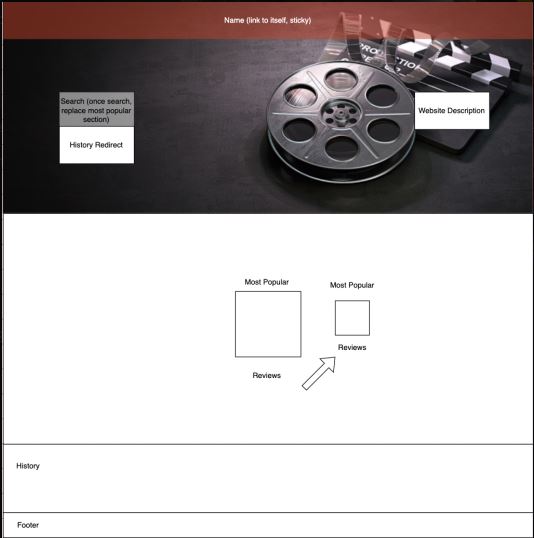 Name (link to itself, sticky)
PRODUCTION
Search (once search,
replace most popular
section)
Website Description
History Redirect
Most Popular
Most Popular
Reviews
Reviews
History
Footer